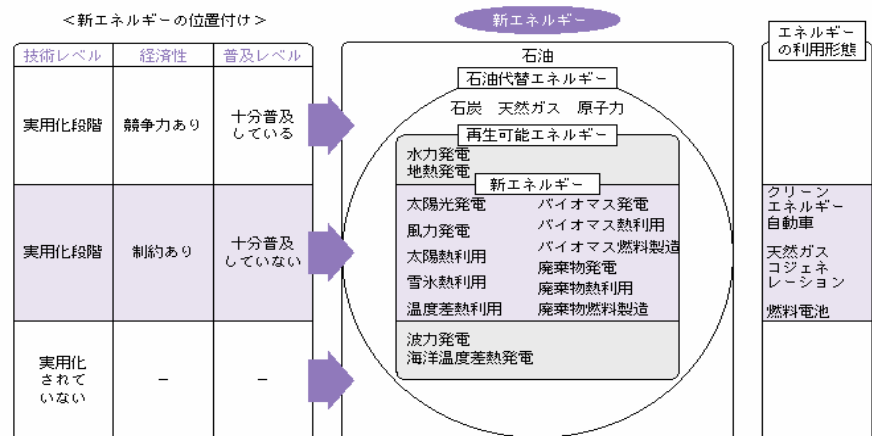 <新エネルギーの位置付け>
新エネルギー
技術レベル
経済性
普及レベル
実用化段階
競争力あり
十分普及
している
実用化段階
制約あり
十分普及
していない
実用化
されて
いない
－
－
石油
石油代替エネルギー
石炭 天然ガス 原子力
再生可能エネルギー
水力発電
地熱発電
新エネルギー
太陽光発電
風力発電
太陽熱利用
雪氷熱利用
温度差熱利用
バイオマス発電
バイオマス熱利用
バイオマス燃料製造
廃棄物発電
廃棄物熱利用
廃棄物燃料製造
波力発電
海洋温度差熱発電
エネルギー
の利用形態
クリーン
エネルギー
自動車
天然ガス
コジェネ
レーション
燃料電池